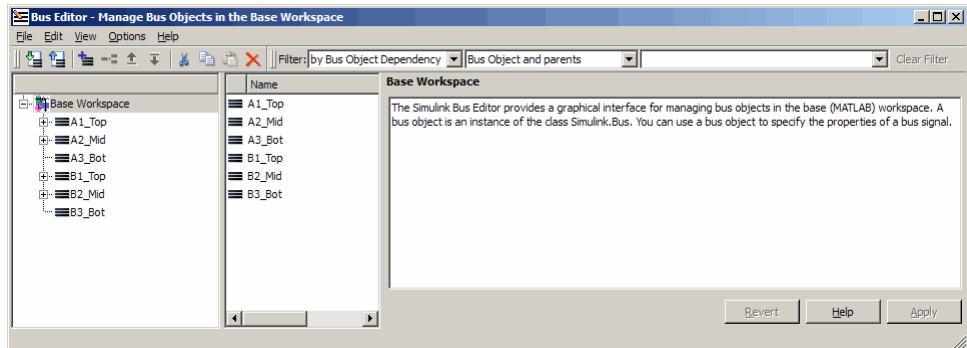 Bus Editor - Manage Bus Objects in the Base Workspace
File Edit View Options Help
Filter: by Bus Object Dependency Bus Object and parents Clear Filter
Base Workspace
A1_Top
A2_Mid
A3_Bot
B1_Top
B2_Mid
B3_Bot
Name
A1_Top
A2_Mid
A3_Bot
B1_Top
B2_Mid
B3_Bot
Base Workspace
The Simulink Bus Editor provides a graphical interface for managing bus objects in the base (MATLAB) workspace. A
bus object is an instance of the class Simulink.Bus. You can use a bus object to specify the properties of a bus signal.
Revert Help Apply